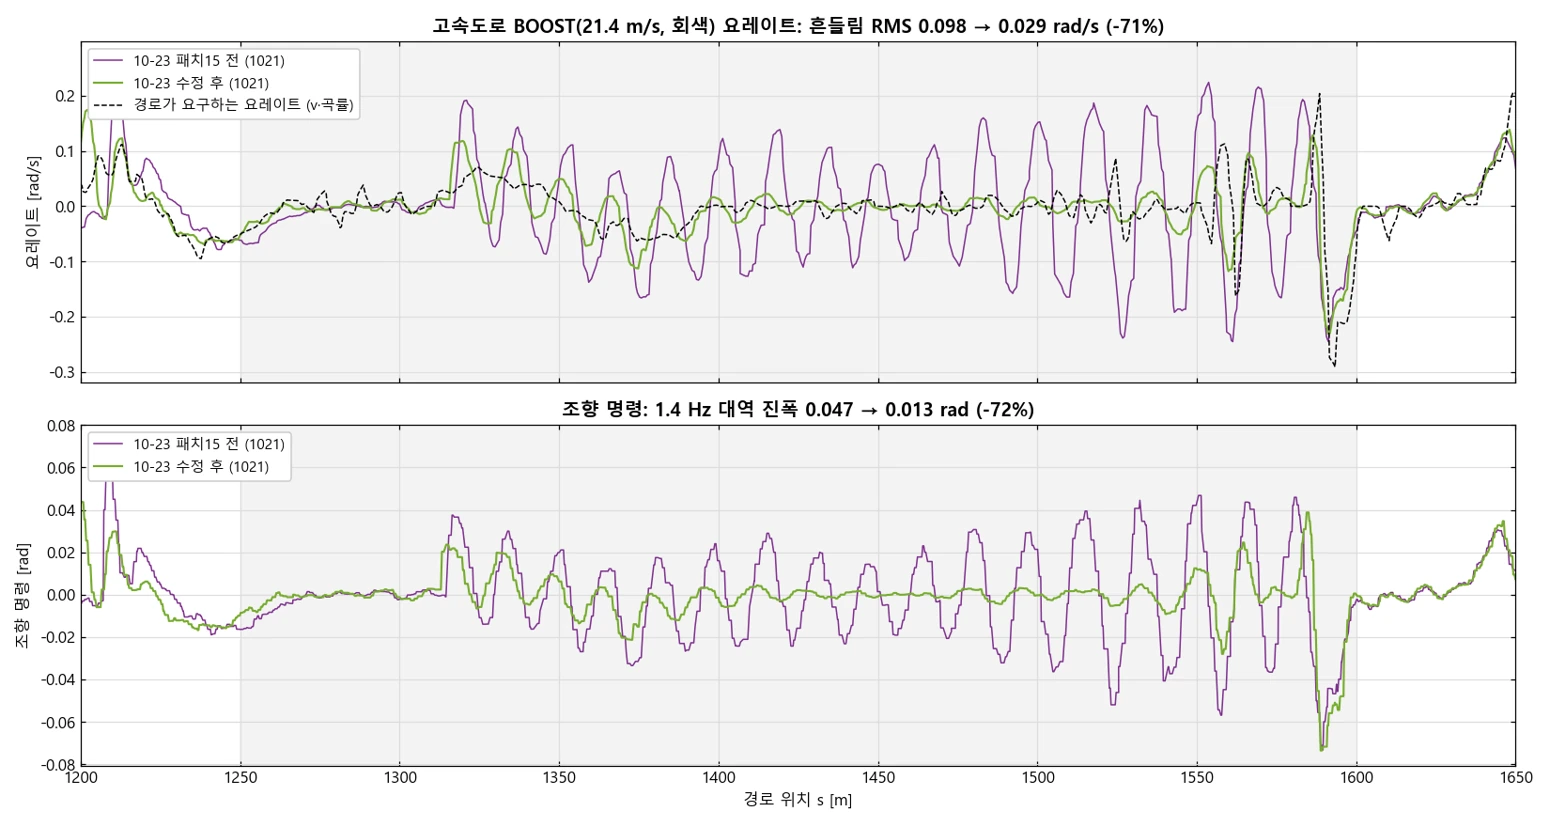 고속도로 BOOST(21.4 m/s, 회색) 요레이트: 흔들림 RMS 0.098 → 0.029 rad/s (-71%)
10-23 패치15 전 (1021)
10-23 수정 후 (1021)
경로가 요구하는 요레이트 (v·곡률)
요레이트 [rad/s]
0.2
0.1
0.0
-0.1
-0.2
-0.3
조향 명령: 1.4 Hz 대역 진폭 0.047 → 0.013 rad (-72%)
10-23 패치15 전 (1021)
10-23 수정 후 (1021)
조향 명령 [rad]
0.08
0.06
0.04
0.02
0.00
-0.02
-0.04
-0.06
-0.08
1200 1250 1300 1350 1400 1450 1500 1550 1600 1650
경로 위치 s [m]